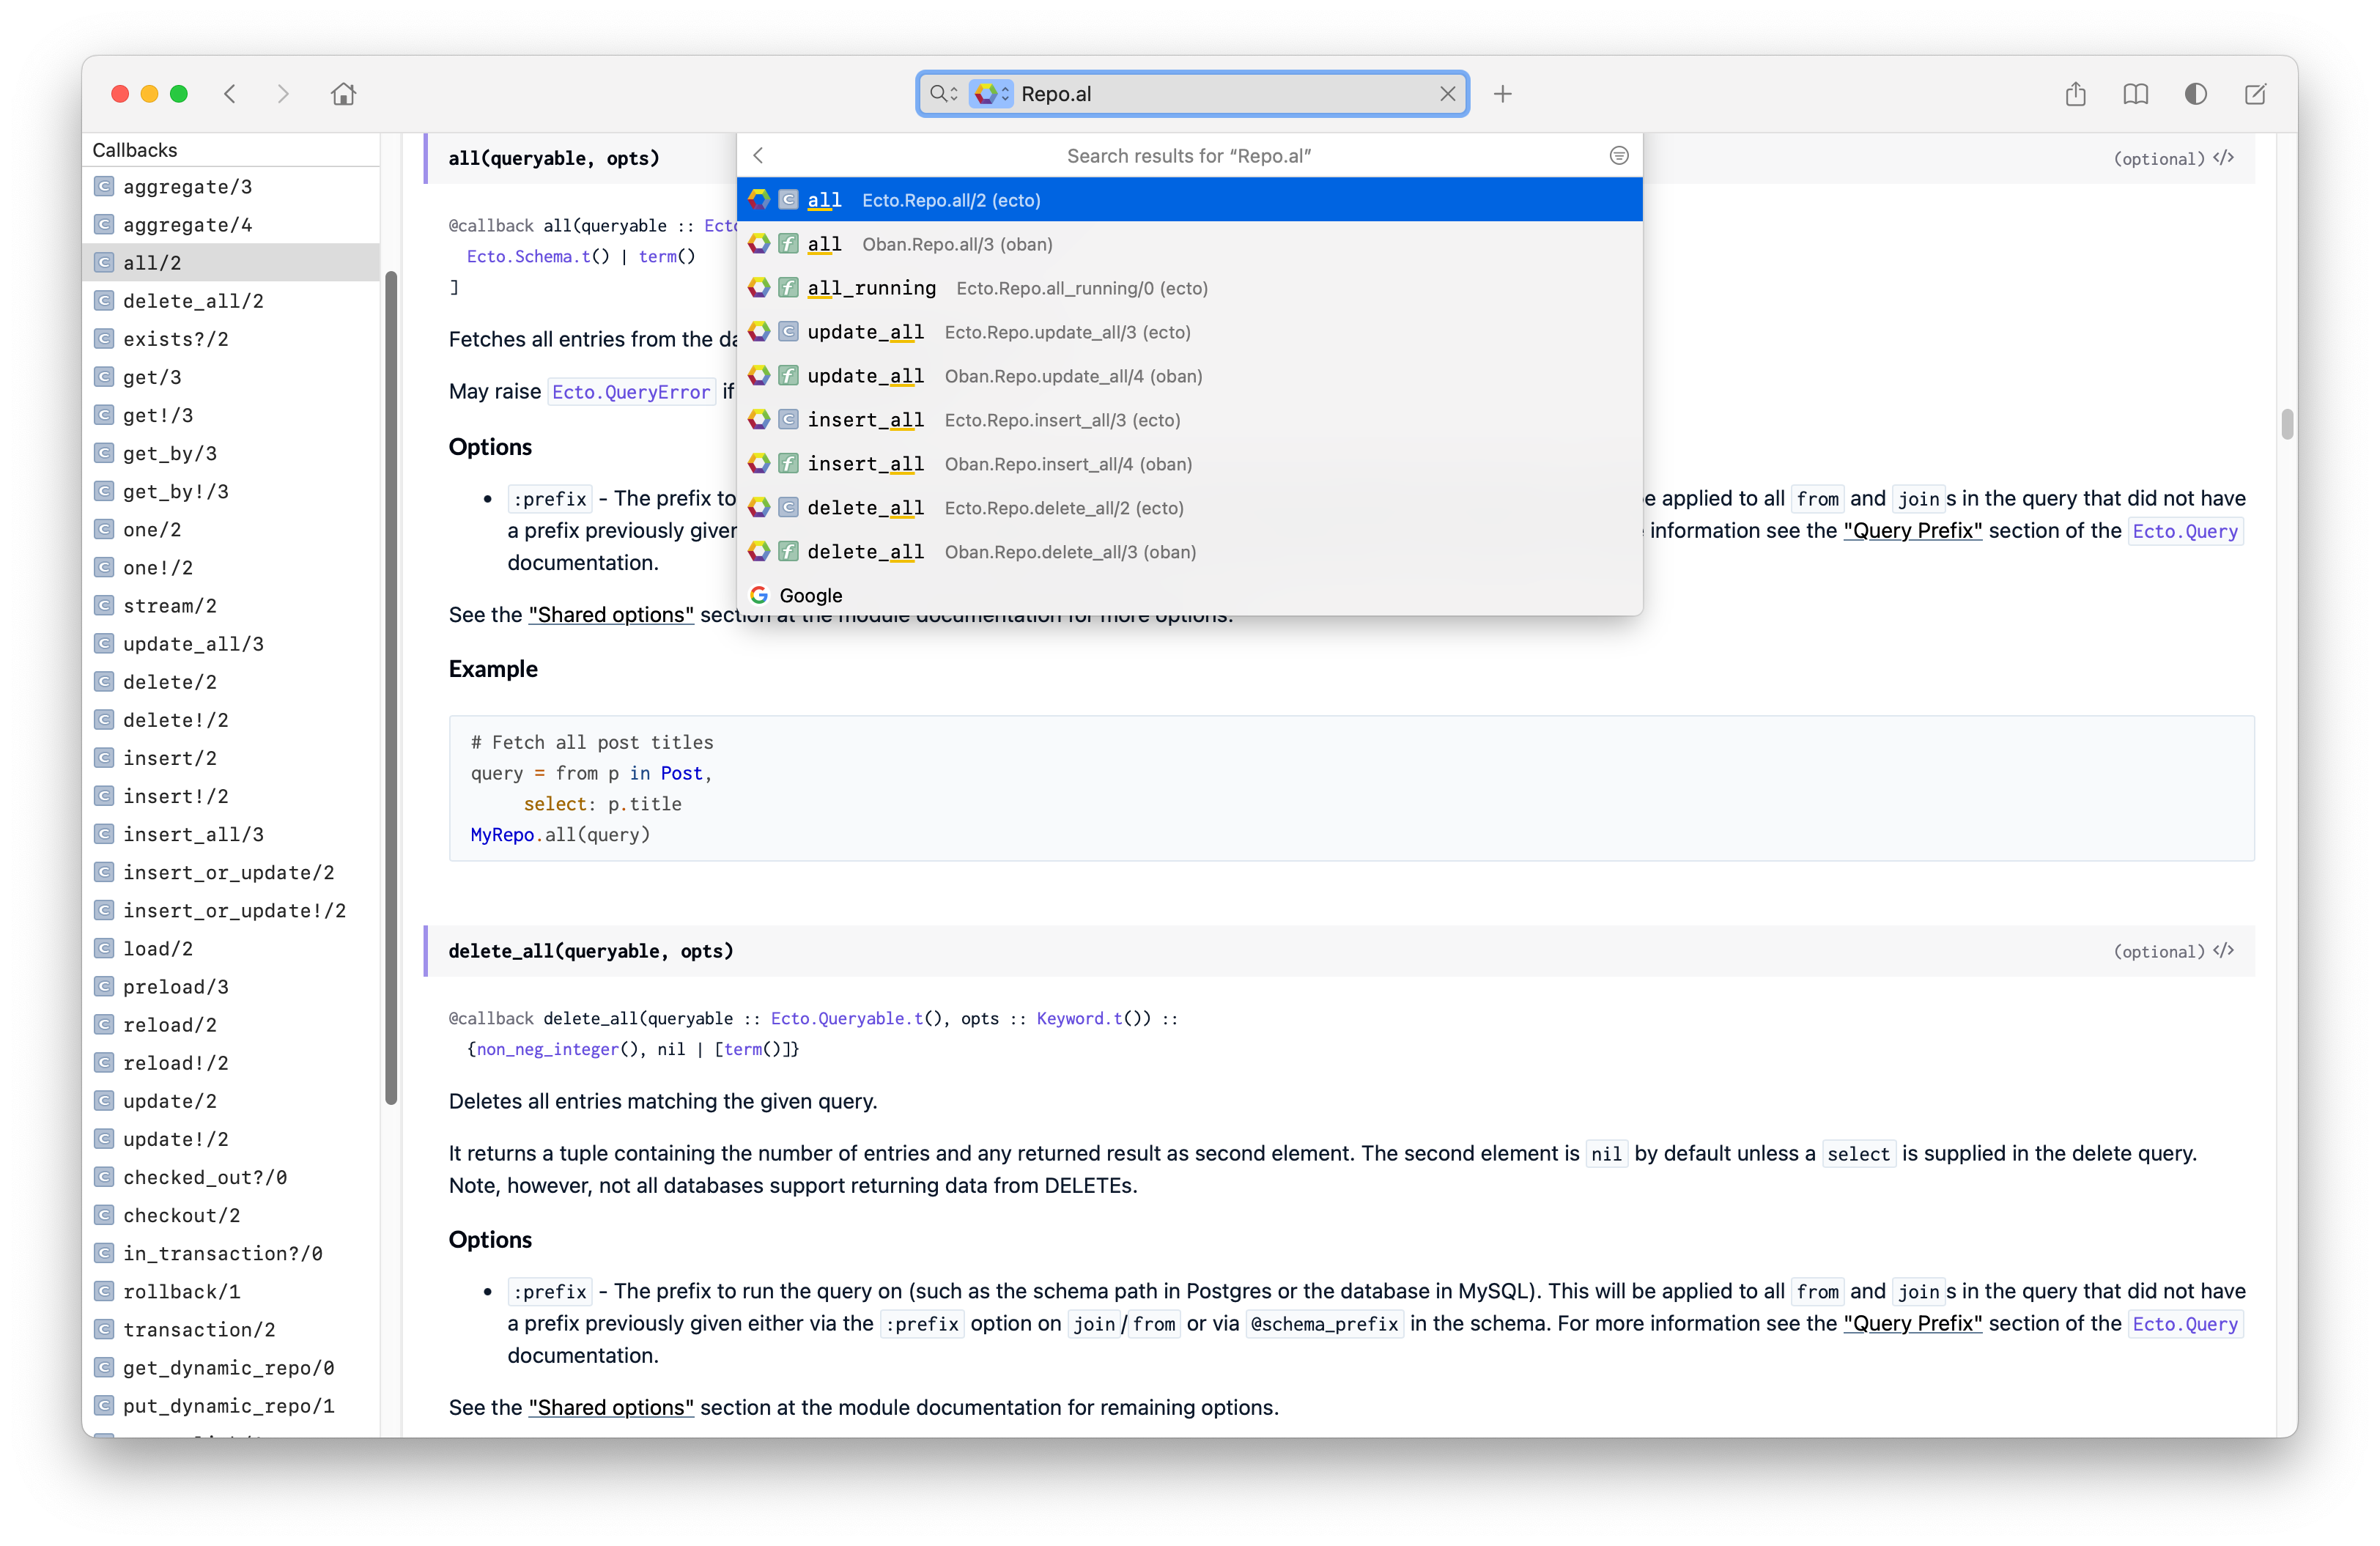 Repo.al
Callbacks
aggregate/3
aggregate/4
all/2
delete_all/2
exists?/2
get/3
get!/3
get_by/3
get_by!/3
one/2
one!/2
stream/2
update_all/3
delete/2
delete!/2
insert/2
insert!/2
insert_all/3
insert_or_update/2
insert_or_update!/2
load/2
preload/3
reload/2
reload!/2
update/2
update!/2
checked_out?/0
checkout/2
in_transaction?/0
rollback/1
transaction/2
get_dynamic_repo/0
put_dynamic_repo/1
Search results for “Repo.al”
all Ecto.Repo.all/2 (ecto)
all Oban.Repo.all/3 (oban)
all_running Ecto.Repo.all_running/0 (ecto)
update_all Ecto.Repo.update_all/3 (ecto)
update_all Oban.Repo.update_all/4 (oban)
insert_all Ecto.Repo.insert_all/3 (ecto)
insert_all Oban.Repo.insert_all/4 (oban)
delete_all Ecto.Repo.delete_all/2 (ecto)
delete_all Oban.Repo.delete_all/3 (oban)
Google
all(queryable, opts) (optional) </>
@callback all(queryable :: Ecto
Ecto.Schema.t() | term()
]
Fetches all entries from the da
May raise Ecto.QueryError if
Options
• :prefix - The prefix to e applied to all from and joins in the query that did not have
a prefix previously given information see the "Query Prefix" section of the Ecto.Query
documentation.
See the "Shared options" section at the module documentation for more options.
Example
# Fetch all post titles
query = from p in Post,
select: p.title
MyRepo.all(query)
delete_all(queryable, opts) (optional) </>
@callback delete_all(queryable :: Ecto.Queryable.t(), opts :: Keyword.t()) ::
{non_neg_integer(), nil | [term()]}
Deletes all entries matching the given query.
It returns a tuple containing the number of entries and any returned result as second element. The second element is nil by default unless a select is supplied in the delete query.
Note, however, not all databases support returning data from DELETEs.
Options
• :prefix - The prefix to run the query on (such as the schema path in Postgres or the database in MySQL). This will be applied to all from and joins in the query that did not have
a prefix previously given either via the :prefix option on join/from or via @schema_prefix in the schema. For more information see the "Query Prefix" section of the Ecto.Query
documentation.
See the "Shared options" section at the module documentation for remaining options.